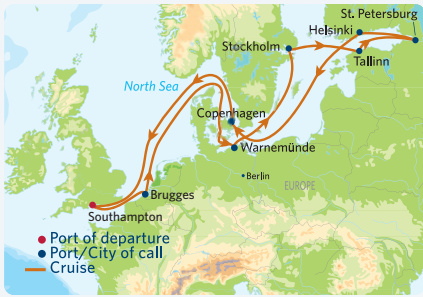 St. Petersburg
Helsinki
Stockholm
Tallinn
North Sea
Copenhagen
Warnemünde
Berlin
EUROPE
Brugges
Southampton
Port of departure
Port/City of call
Cruise